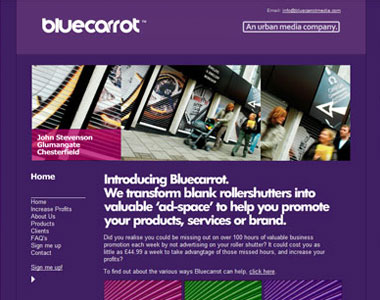 bluecarrot™
Email: info@bluecarrotmedia.com
An urban media company.
John Stevenson
Glumangate
Chesterfield
Home
Introducing Bluecarrot.
We transform blank rollershutters into
valuable ‘ad-space’ to help you promote
your products, services or brand.
Home
Increase Profits
About Us
Products
Clients
FAQ's
Sign me up
Contact
Sign me up!
Did you realise you could be missing out on over 100 hours of valuable business
promotion each week by not advertising on your roller shutter? It could cost you as
little as £44.99 a week to take advangtage of those missed hours, and increase your
profits?
To find out about the various ways Bluecarrot can help, click here.